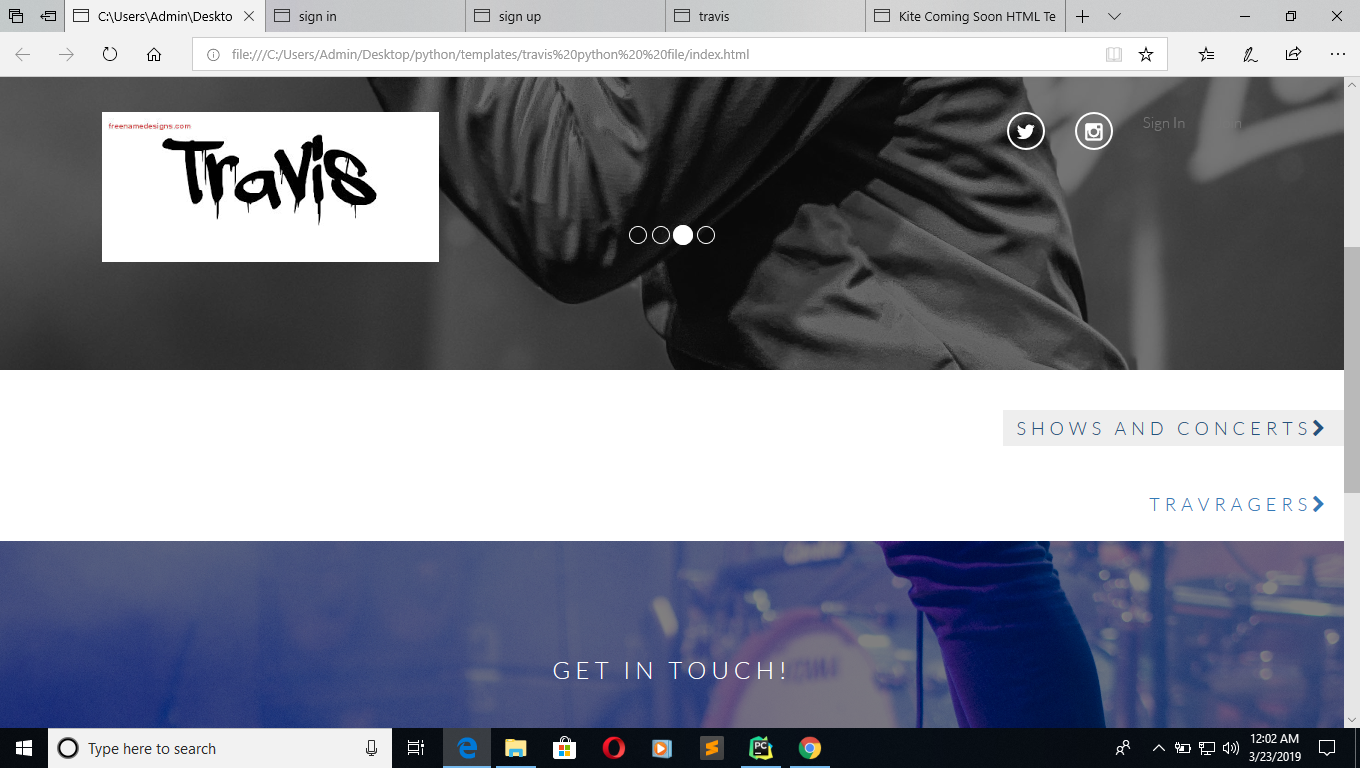 C:\Users\Admin\Deskto
sign in
sign up
travis
Kite Coming Soon HTML Te
file:///C:/Users/Admin/Desktop/python/templates/travis%20python%20%20file/index.html
freenamedesigns.com
Travis
Sign In
SHOWS AND CONCERTS
TRAVRAGERS
GET IN TOUCH!
Type here to search
PC
12:02 AM
3/23/2019